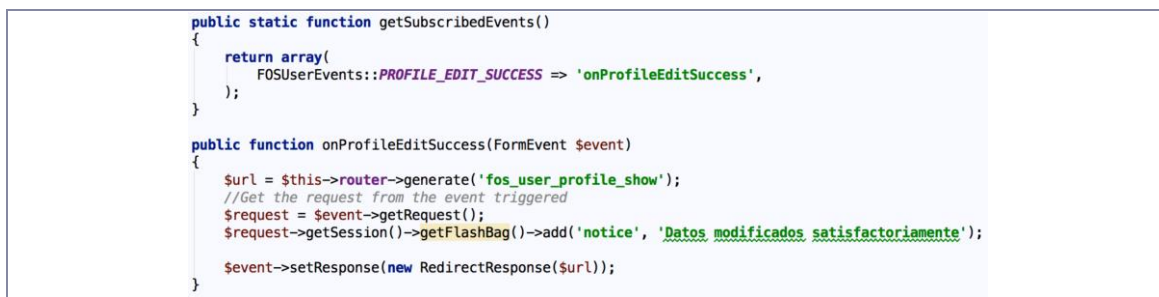 public static function getSubscribedEvents()
{
    return array(
        FOSUserEvents::PROFILE_EDIT_SUCCESS => 'onProfileEditSuccess',
    );
}
public function onProfileEditSuccess(FormEvent $event)
{
    $url = $this->router->generate('fos_user_profile_show');
    //Get the request from the event triggered
    $request = $event->getRequest();
    $request->getSession()->getFlashBag()->add('notice', 'Datos modificados satisfactoriamente');
    $event->setResponse(new RedirectResponse($url));
}